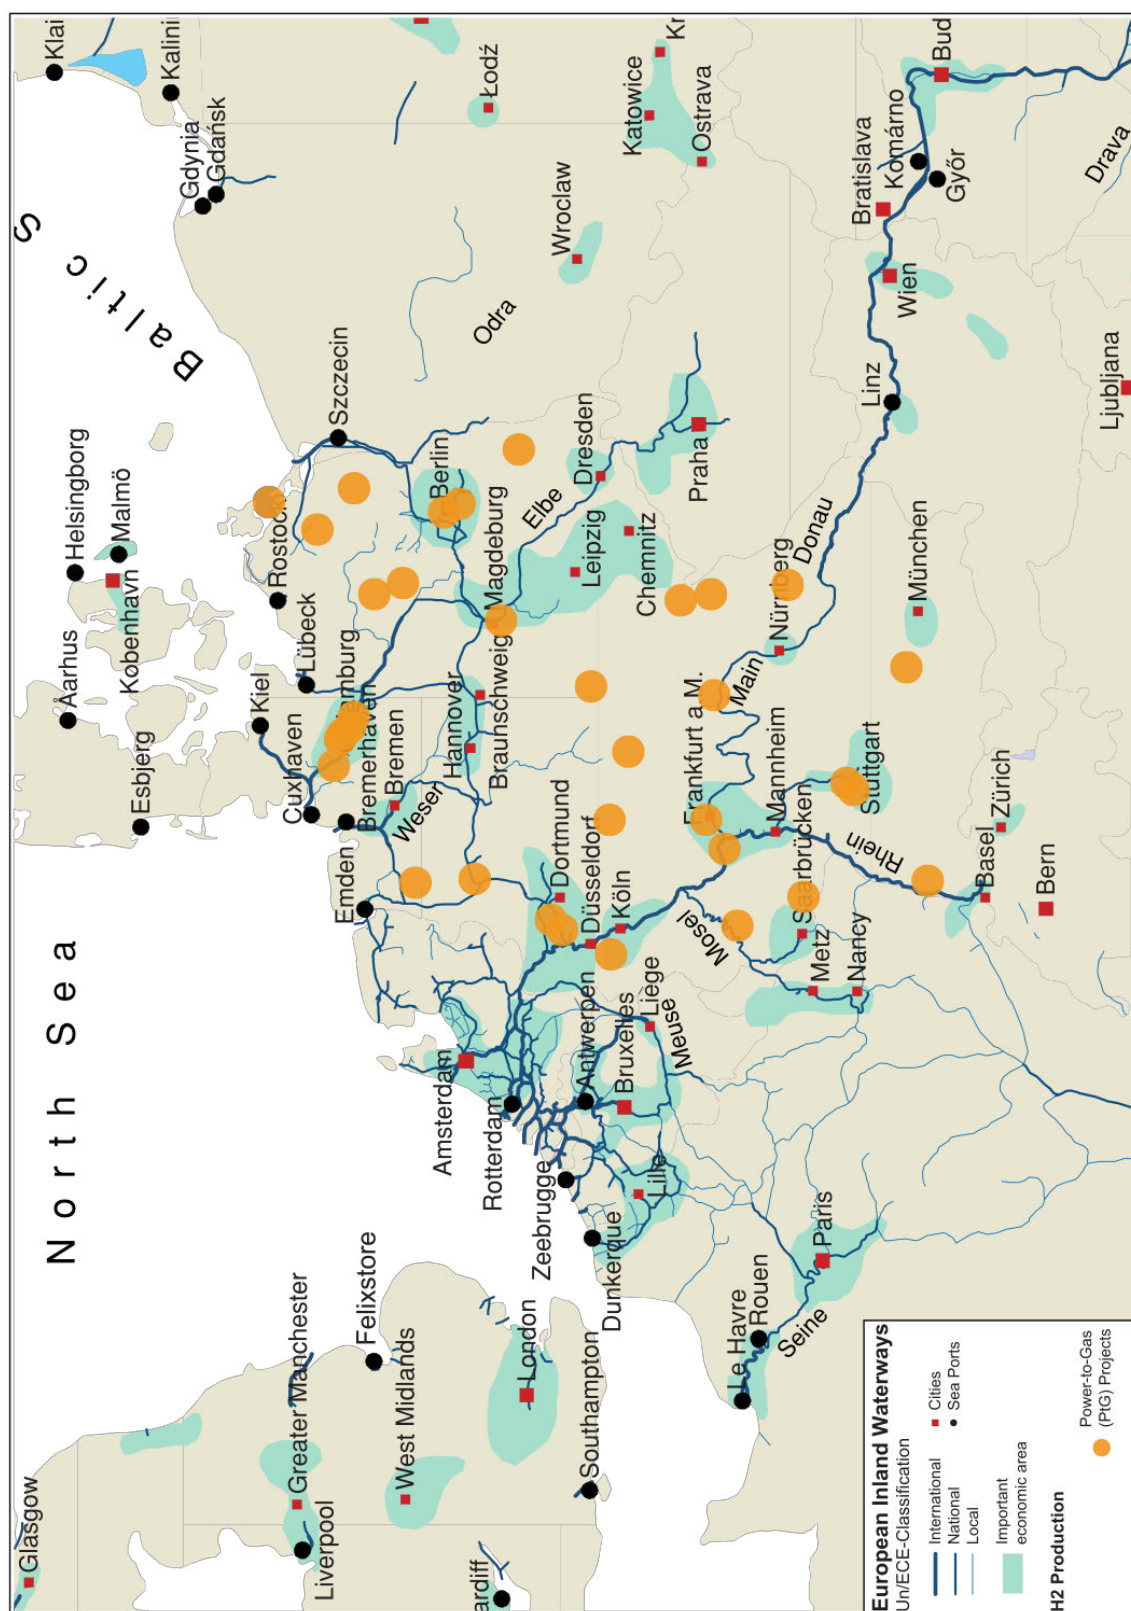 North Sea
Baltic S
Glasgow
Greater Manchester
Liverpool
West Midlands
ardiff
Felixstore
London
Southampton
Esbjerg
Aarhus
København
Helsingborg
Malmö
Klai
Kalini
Gdynia
Gdańsk
Kiel
Lübeck
Rostock
Szczecin
Cuxhaven
amburg
Bremerhaven
Bremen
Emden
Weser
Hannover
Braunschweig
Magdeburg
Berlin
Elbe
Odra
Łodź
Wroclaw
Katowice
Kr
Ostrava
Dresden
Leipzig
Chemnitz
Praha
Amsterdam
Rotterdam
Zeebrugge
Dunkerque
Antwerpen
Bruxelles
Lille
Liege
Meuse
Dortmund
Düsseldorf
Köln
Mosel
Frankfurt a.M.
Main
Mannheim
Saarbrücken
Metz
Nancy
Nürnberg
Donau
Stuttgart
Rhein
München
Basel
Zürich
Bern
Linz
Wien
Bratislava
Komárno
Győr
Bud
Drava
Ljubljana
Le Havre
Rouen
Seine
Paris
European Inland Waterways
Un/ECE-Classification
International
National
Local
Cities
Sea Ports
Important
economic area
H2 Production
Power-to-Gas
(PtG) Projects